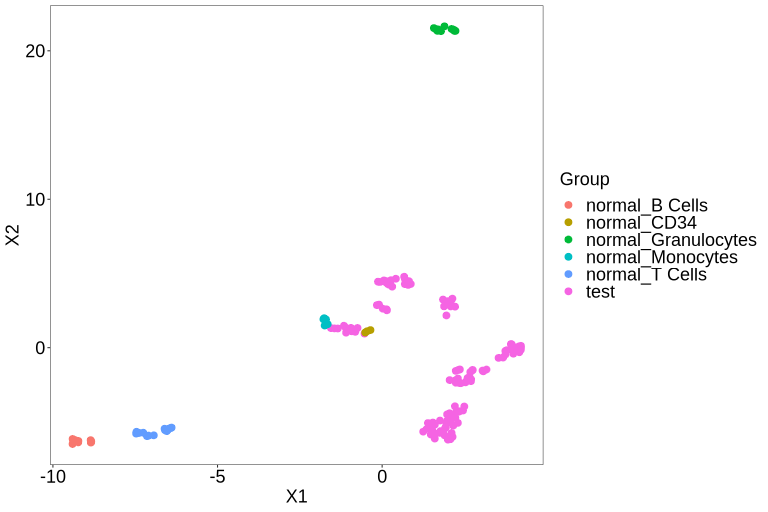 20
10
0
X2
-10
-5
0
X1
Group
normal_B Cells
normal_CD34
normal_Granulocytes
normal_Monocytes
normal_T Cells
test